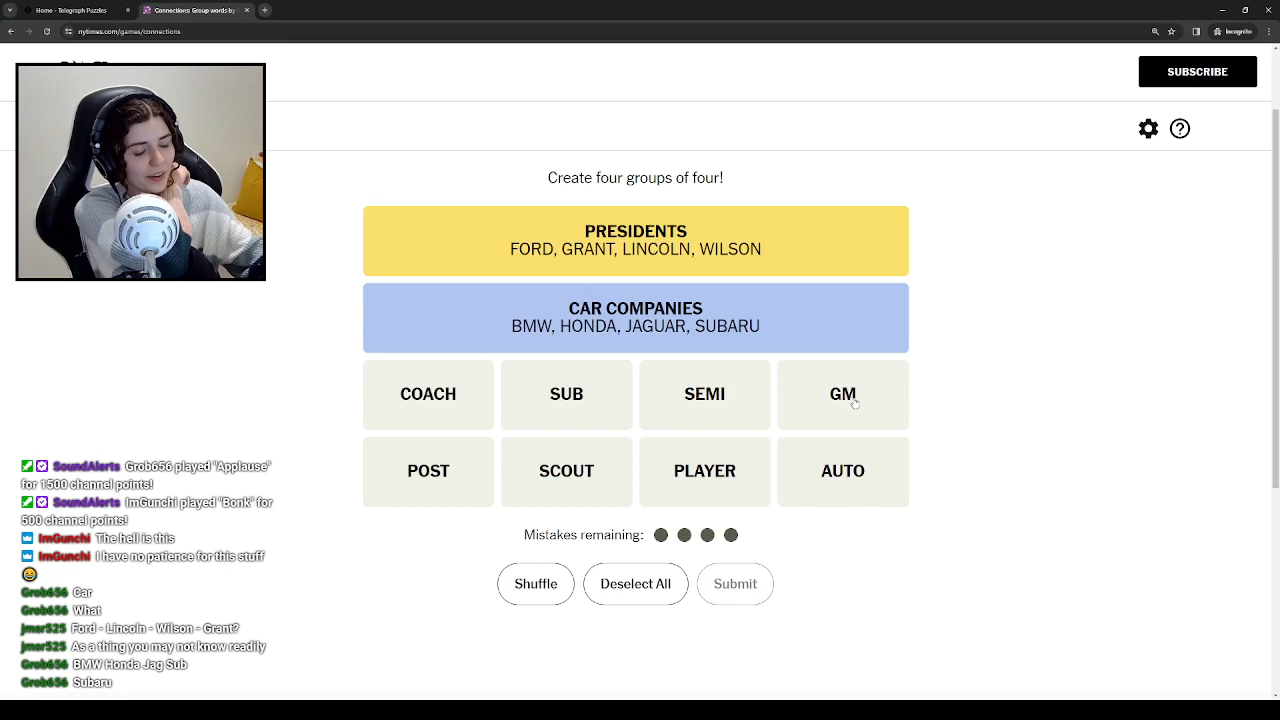 Home - Telegraph Puzzles
Connections: Group words by
nytimes.com/games/connections
Incognito
SUBSCRIBE
Create four groups of four!
PRESIDENTS
FORD, GRANT, LINCOLN, WILSON
CAR COMPANIES
BMW, HONDA, JAGUAR, SUBARU
COACH
SUB
SEMI
GM
POST
SCOUT
PLAYER
AUTO
Mistakes remaining:
Shuffle
Deselect All
Submit
SoundAlerts Grob656 played "Applause"
for 1500 channel points!
SoundAlerts ImGunchi played "Bonk" for
500 channel points!
ImGunchi The hell is this
ImGunchi I have no patience for this stuff
Grob656 Car
Grob656 What
jmer525 Ford - Lincoln - Wilson - Grant?
jmer525 As a thing you may not know readily
Grob656 BMW Honda Jag Sub
Grob656 Subaru